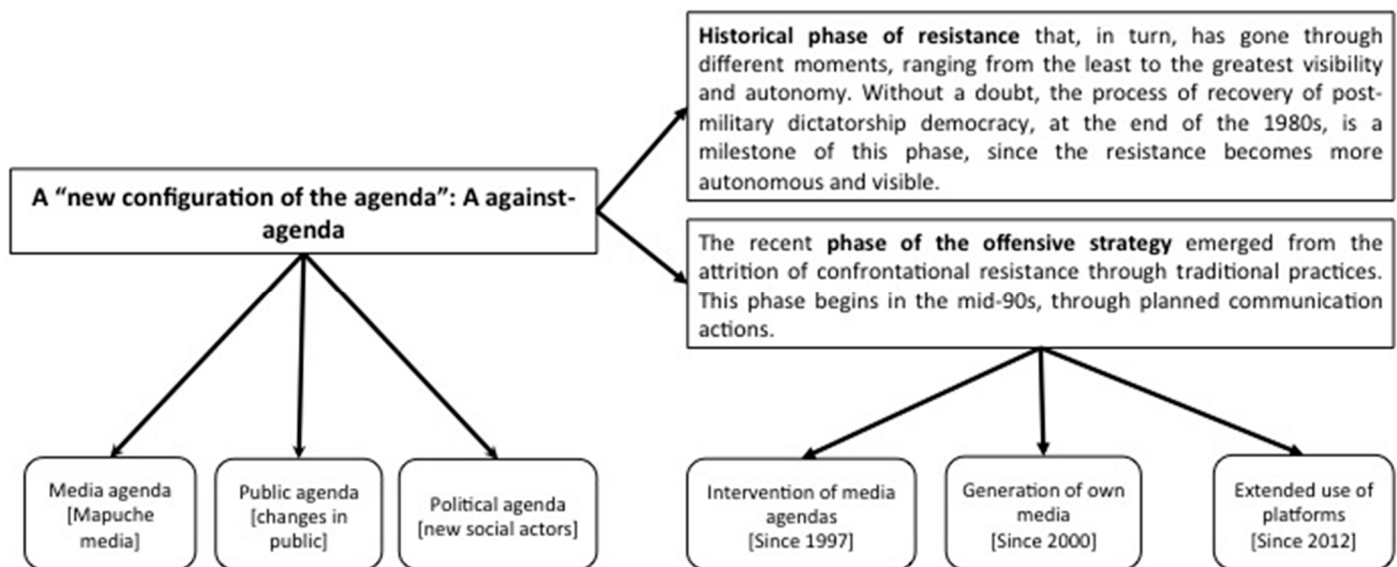 A “new configuration of the agenda”: A against-
agenda
Historical phase of resistance that, in turn, has gone through
different moments, ranging from the least to the greatest visibility
and autonomy. Without a doubt, the process of recovery of post-
military dictatorship democracy, at the end of the 1980s, is a
milestone of this phase, since the resistance becomes more
autonomous and visible.
The recent phase of the offensive strategy emerged from the
attrition of confrontational resistance through traditional practices.
This phase begins in the mid-90s, through planned communication
actions.
Media agenda
[Mapuche
media]
Public agenda
[changes in
public]
Political agenda
[new social actors]
Intervention of media
agendas
[Since 1997]
Generation of own
media
[Since 2000]
Extended use of
platforms
[Since 2012]